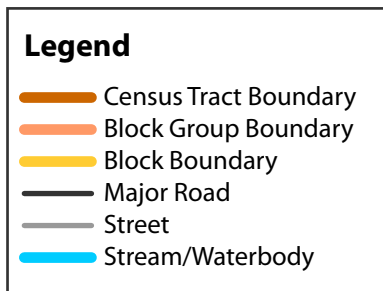 Legend
Census Tract Boundary
Block Group Boundary
Block Boundary
Major Road
Street
Stream/Waterbody